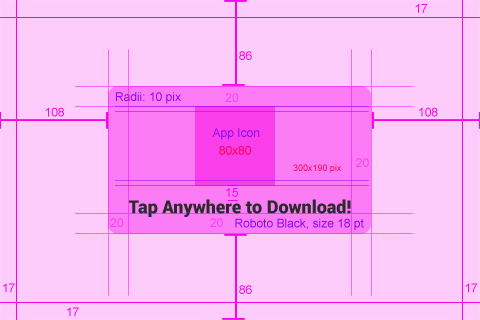 17
86
Radii: 10 pix
20
108
108
App Icon
80x80
20
300x190 pix
15
Tap Anywhere to Download!
20
20
Roboto Black, size 18 pt
17
86
17
17